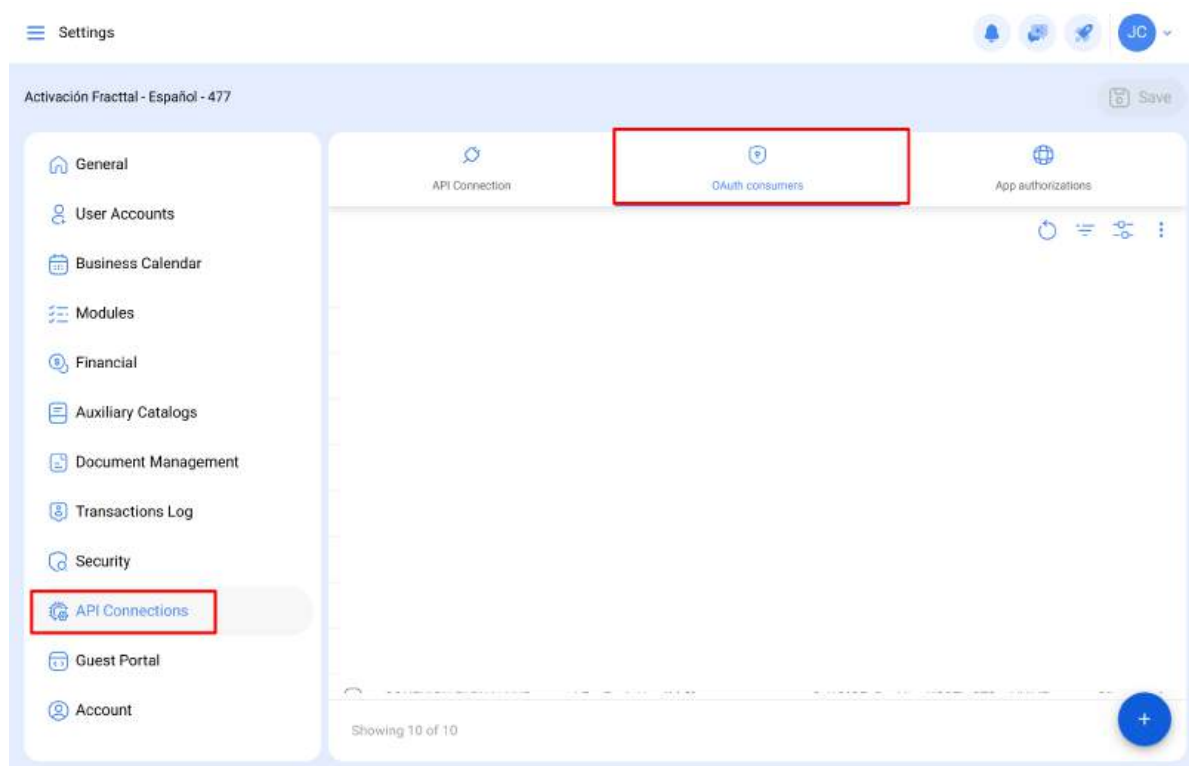 Settings
JC
Activación Fracttal - Español - 477
Save
General
User Accounts
Business Calendar
Modules
Financial
Auxiliary Catalogs
Document Management
Transactions Log
Security
API Connections
Guest Portal
Account
API Connection
OAuth consumers
App authorizations
Showing 10 of 10
+